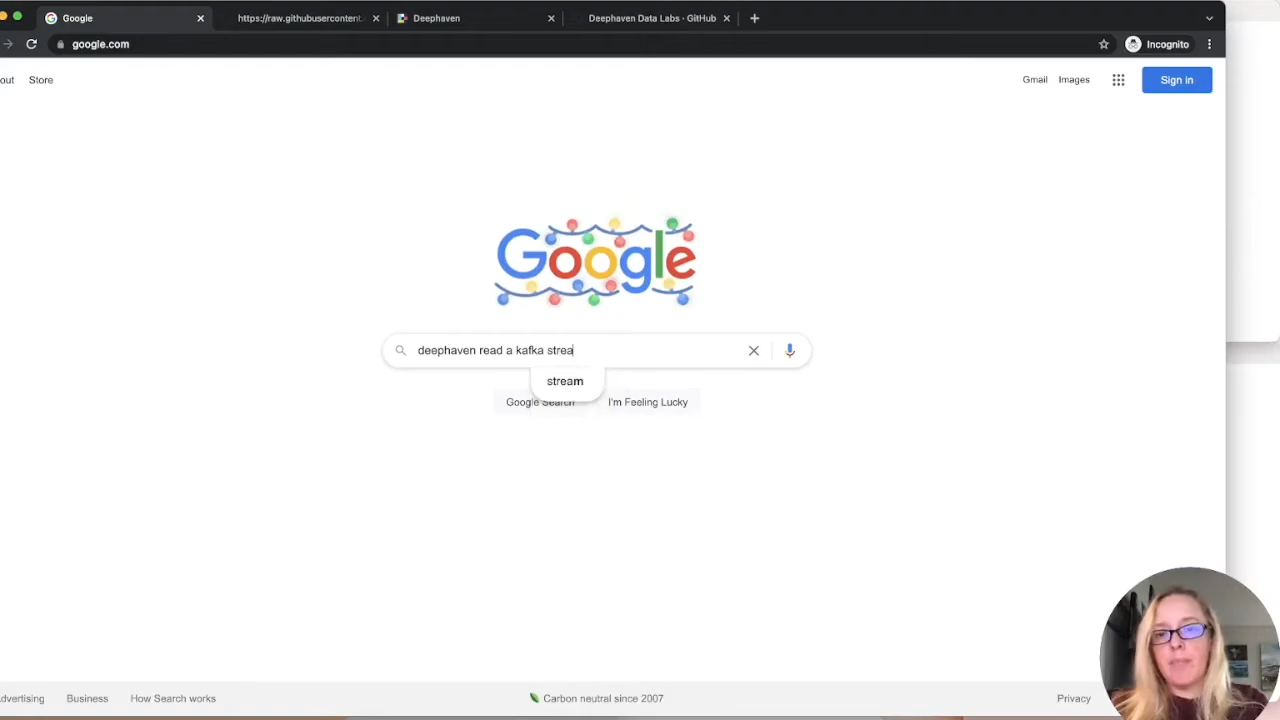 Google
https://raw.githubusercontent.
Deephaven
Deephaven Data Labs · GitHub
google.com
Incognito
out
Store
Gmail
Images
Sign in
Google
deephaven read a kafka strea
stream
Google Search
I'm Feeling Lucky
dvertising
Business
How Search works
Carbon neutral since 2007
Privacy